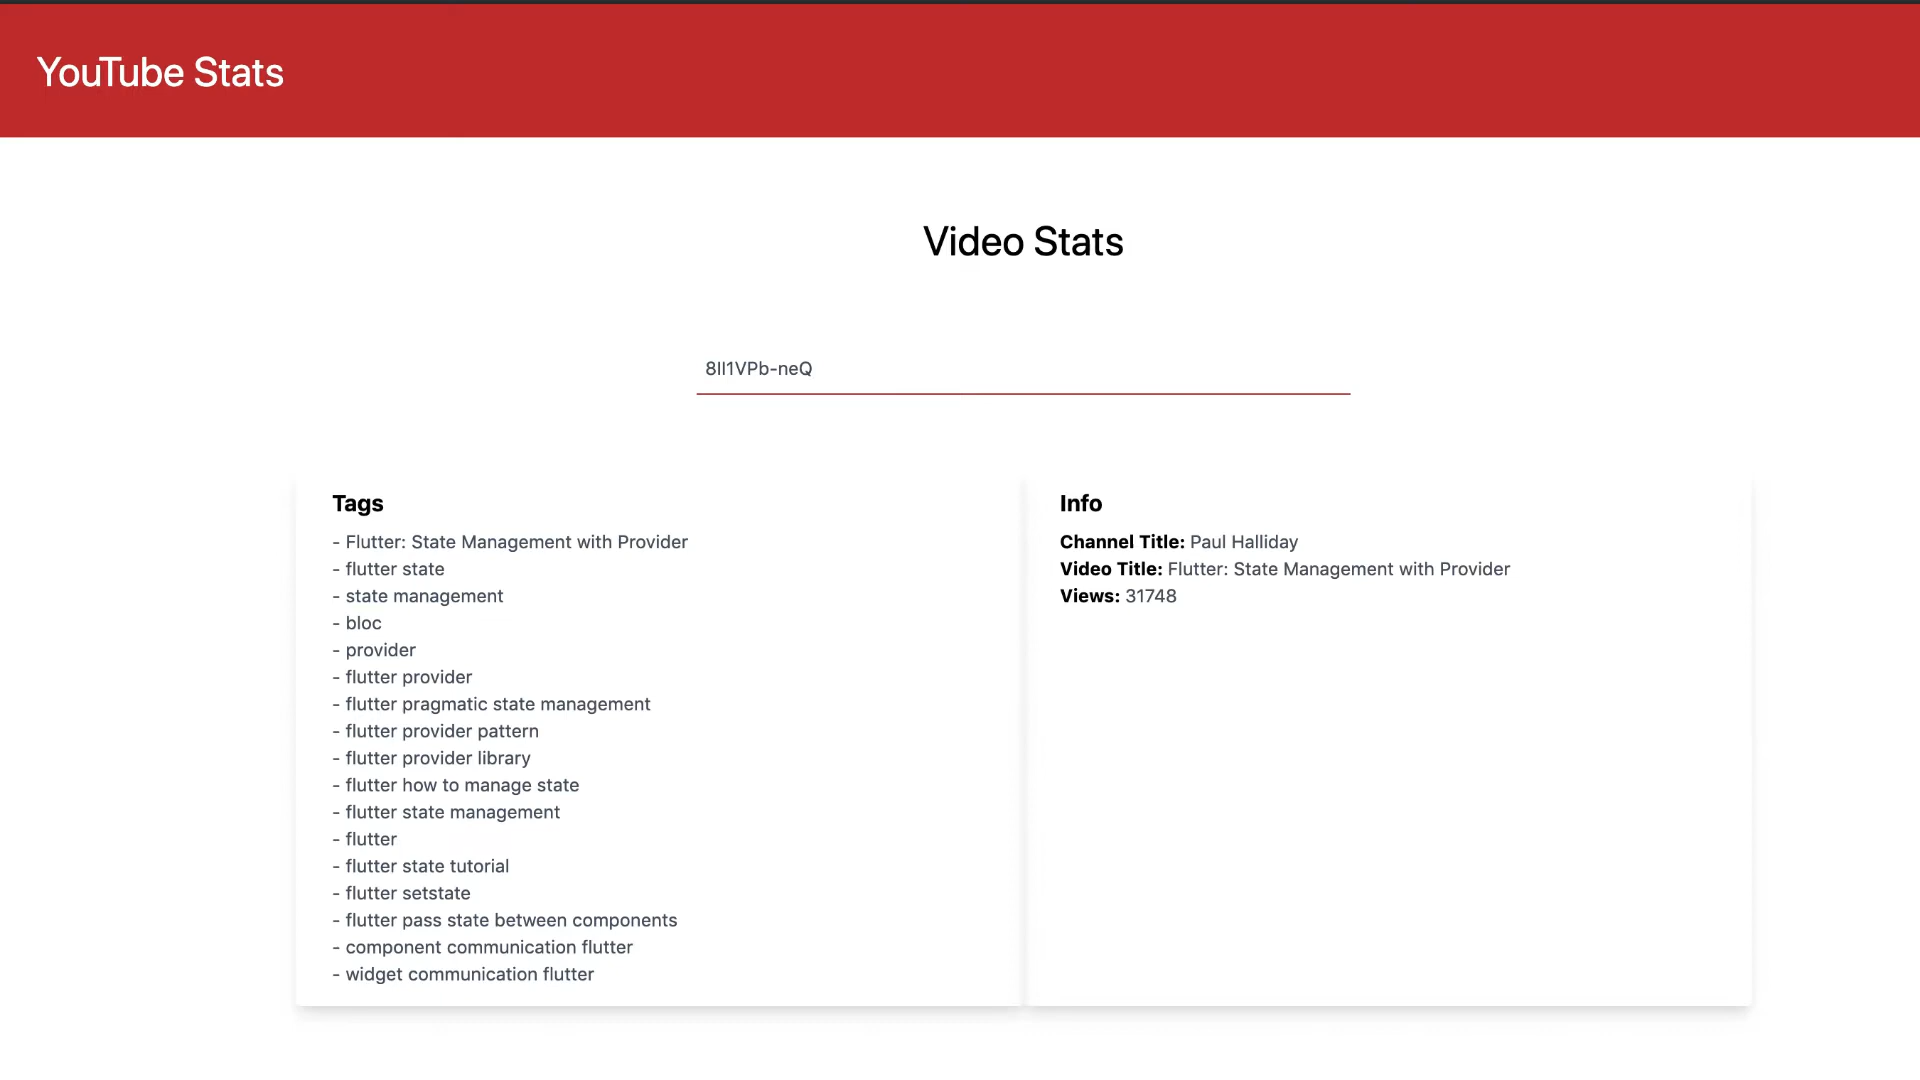 YouTube Stats
Video Stats
8II1VPb-neQ
Tags
- Flutter: State Management with Provider
- flutter state
- state management
- bloc
- provider
- flutter provider
- flutter pragmatic state management
- flutter provider pattern
- flutter provider library
- flutter how to manage state
- flutter state management
- flutter
- flutter state tutorial
- flutter setstate
- flutter pass state between components
- component communication flutter
- widget communication flutter
Info
Channel Title: Paul Halliday
Video Title: Flutter: State Management with Provider
Views: 31748